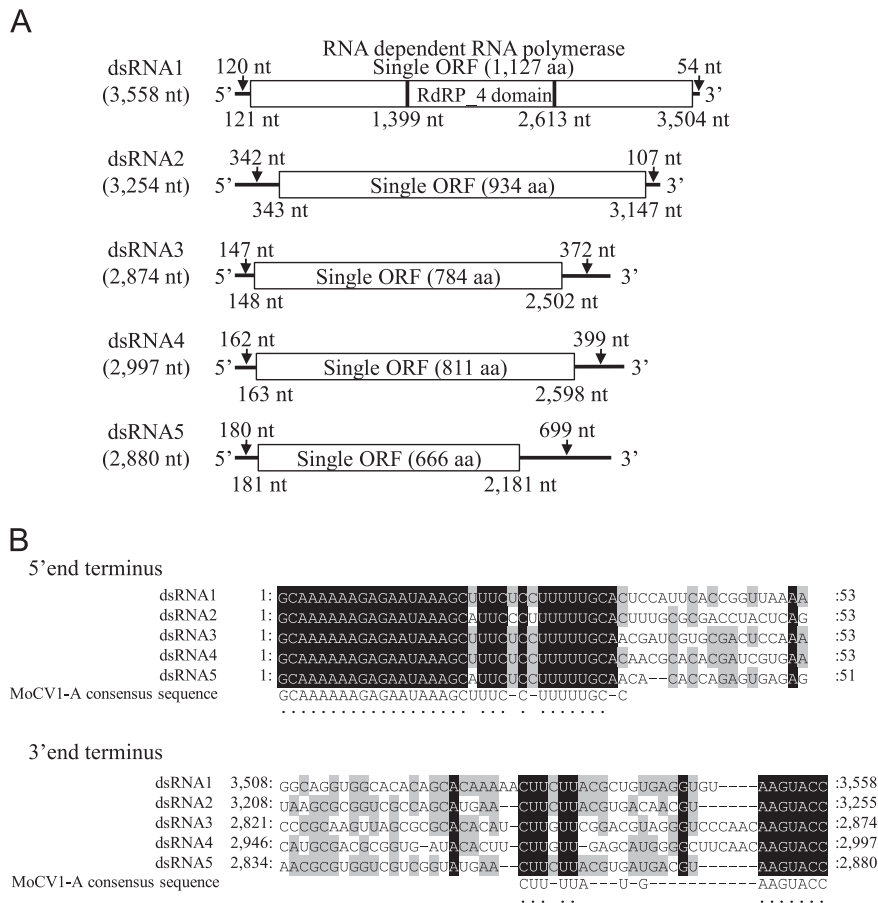 A
RNA dependent RNA polymerase
dsRNA1 120 nt Single ORF (1,127 aa) 54 nt
(3,558 nt) 5’ RdRP_4 domain 3’
121 nt 1,399 nt 2,613 nt 3,504 nt
dsRNA2 342 nt 107 nt
(3,254 nt) 5’ Single ORF (934 aa) 3’
343 nt 3,147 nt
dsRNA3 147 nt 372 nt
(2,874 nt) 5’ Single ORF (784 aa) 3’
148 nt 2,502 nt
dsRNA4 162 nt 399 nt
(2,997 nt) 5’ Single ORF (811 aa) 3’
163 nt 2,598 nt
dsRNA5 180 nt 699 nt
(2,880 nt) 5’ Single ORF (666 aa) 3’
181 nt 2,181 nt
B
5’end terminus
dsRNA1 1: GCAAAAAAGAGAAUAAAGCUUUCUCCUUUUUGCACUCCAUUCACCGGUUAAAA :53
dsRNA2 1: GCAAAAAAGAGAAUAAAGCAUUCCCUUUUUUGCACUUUGCGCGACCUACUCAG :53
dsRNA3 1: GCAAAAAAGAGAAUAAAGCUUUCUCCUUUUUGCAACGAUCGUGCGACUCCAAA :53
dsRNA4 1: GCAAAAAAGAGAAUAAAGCUUUCUCCUUUUUGCACAACGCACACGAUCGUGAA :53
dsRNA5 1: GCAAAAAAGAGAAUAAAGCAUUCUCCUUUUUGCAACA--CACCAGAGUGAGAG :51
MoCV1-A consensus sequence GCAAAAAAGAGAAUAAAGCUUUC-C-UUUUUGC-C
3’end terminus
dsRNA1 3,508: GGCAGGUGGCACACAGCACAAAAACUUCUUACGCUGUGAGGUGU----AAGUACC :3,558
dsRNA2 3,208: UAAGCGCGGUCGCCAGCAUGAA--CUUCUUACGUGACAACGU------AAGUACC :3,255
dsRNA3 2,821: CCCGCAAGUUAGCGCGCACACAU-CUUGUUCGGACGUAGGGUCCCAACAAGUACC :2,874
dsRNA4 2,946: CAUGCGACGCGGUG-AUACACUU-CUUGUU-GAGCAUGGGGCUUCAACAAGUACC :2,997
dsRNA5 2,834: AACGCGUGGUCGUCGGUAUGAA--CUUCUUACGUGAUGACGU------AAGUACC :2,880
MoCV1-A consensus sequence CUU-UUA---U-G-----------AAGUACC